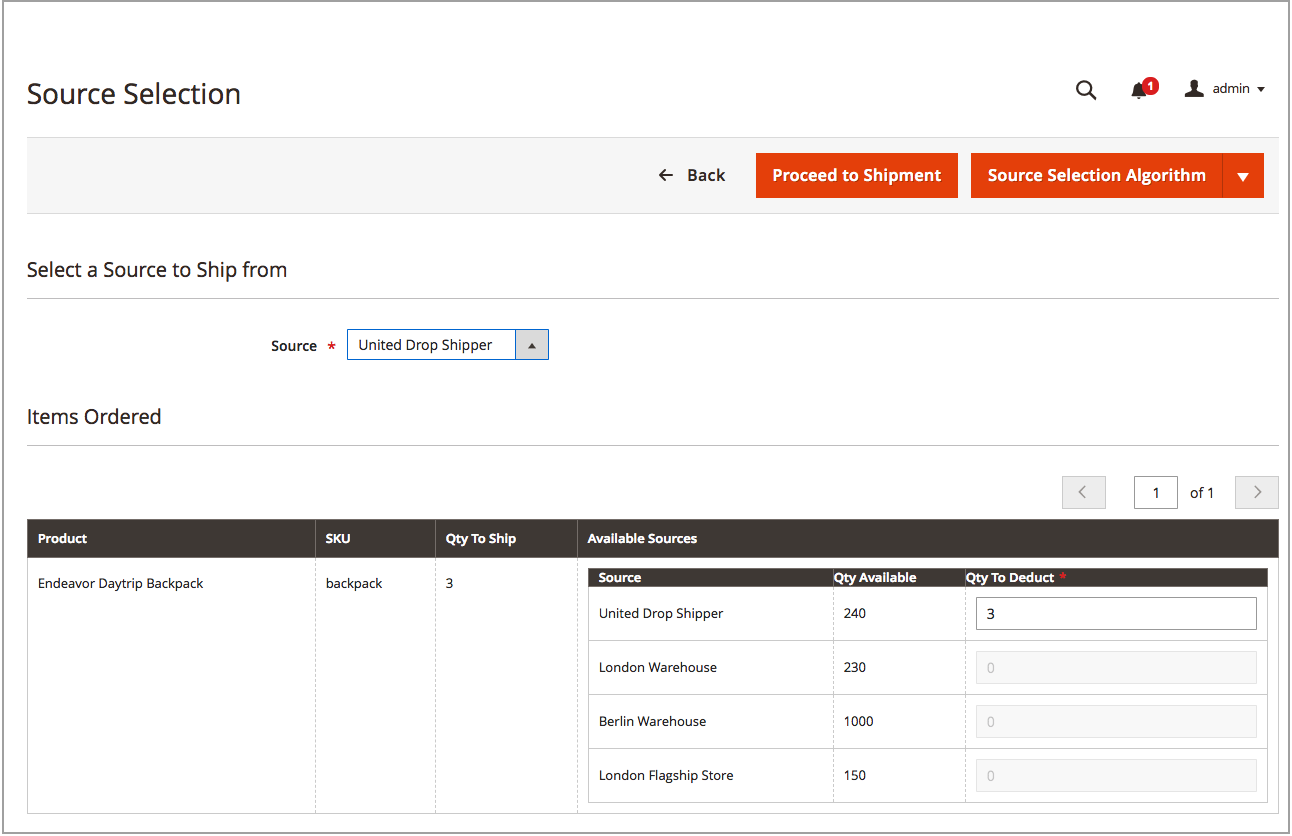 Source Selection
1
admin
Back
Proceed to Shipment
Source Selection Algorithm
Select a Source to Ship from
Source *
United Drop Shipper
Items Ordered
1 of 1
Product SKU Qty To Ship Available Sources
Endeavor Daytrip Backpack backpack 3
Source Qty Available Qty To Deduct *
United Drop Shipper 240 3
London Warehouse 230 0
Berlin Warehouse 1000 0
London Flagship Store 150 0